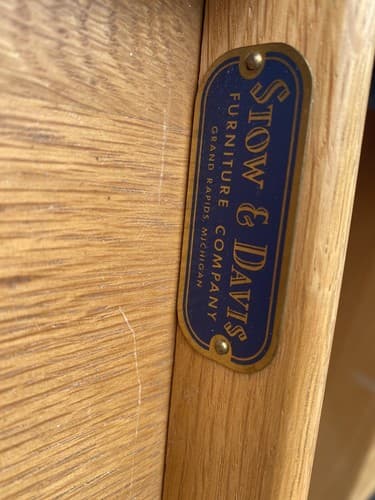 STOW & DAVIS
FURNITURE COMPANY
GRAND RAPIDS, MICHIGAN